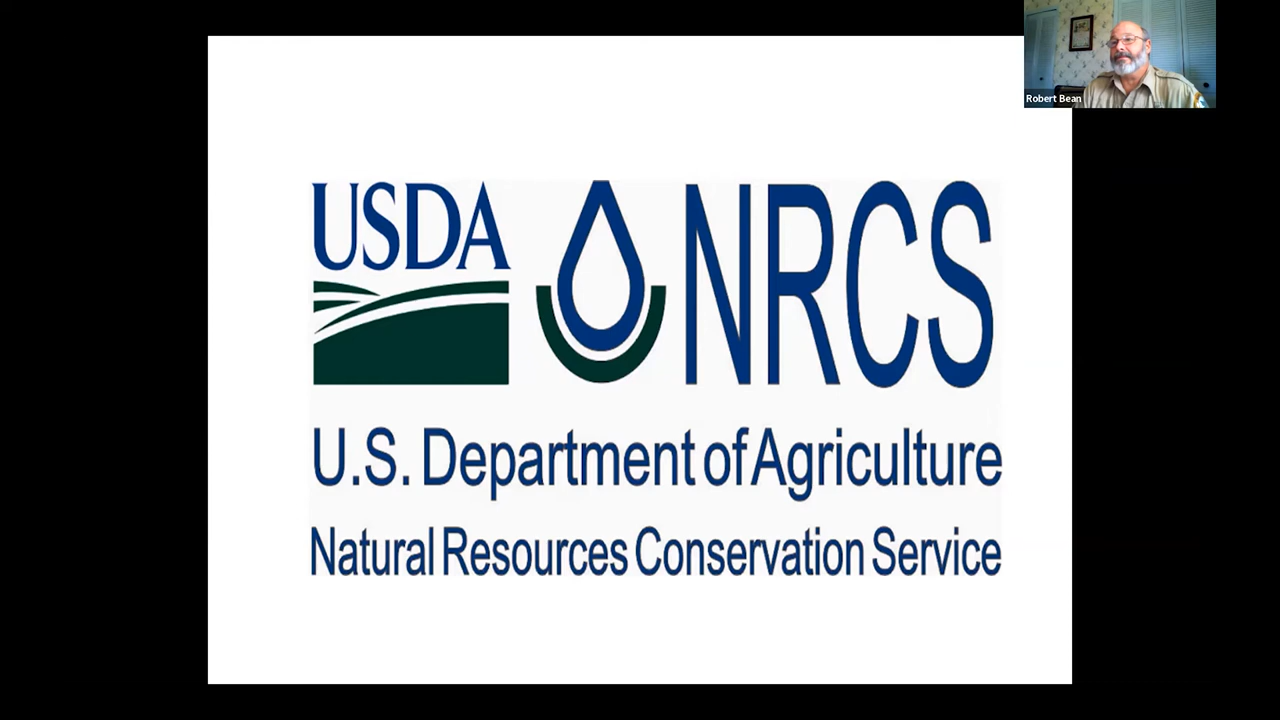 Robert Bean
USDA NRCS
U.S. Department of Agriculture
Natural Resources Conservation Service